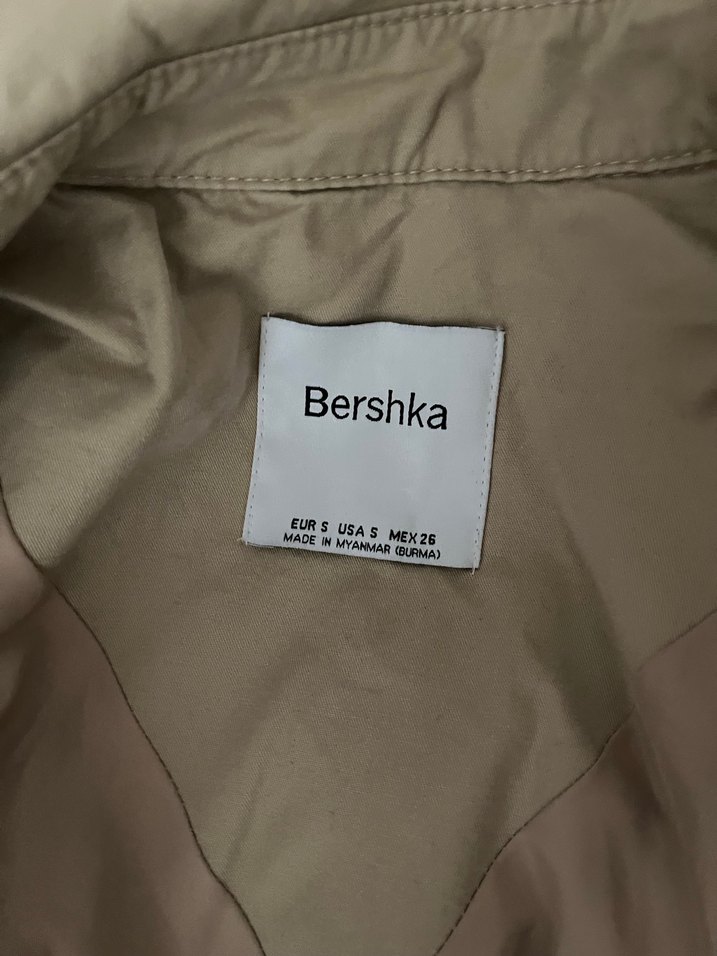 Bershka
EUR S USA S MEX 26
MADE IN MYANMAR (BURMA)